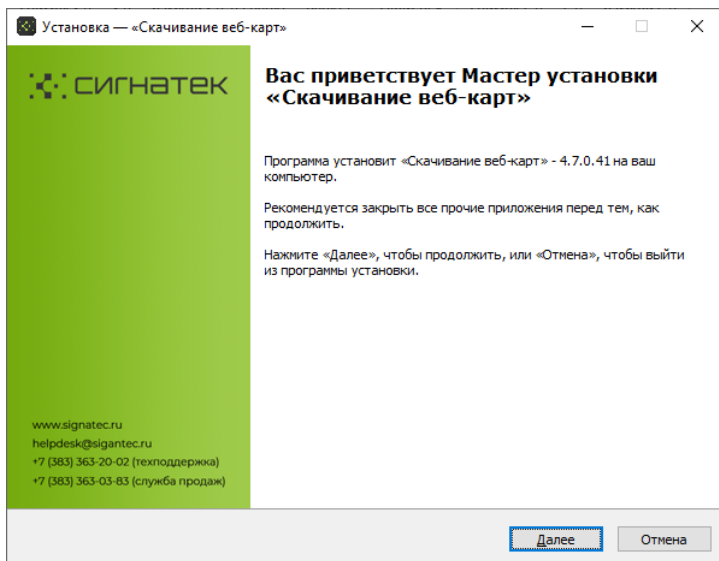 Установка — «Скачивание веб-карт»
сигнатек
Вас приветствует Мастер установки
«Скачивание веб-карт»
Программа установит «Скачивание веб-карт» - 4.7.0.41 на ваш
компьютер.
Рекомендуется закрыть все прочие приложения перед тем, как
продолжить.
Нажмите «Далее», чтобы продолжить, или «Отмена», чтобы выйти
из программы установки.
www.signatec.ru
helpdesk@sigantec.ru
+7 (383) 363-20-02 (техподдержка)
+7 (383) 363-03-83 (служба продаж)
Далее
Отмена